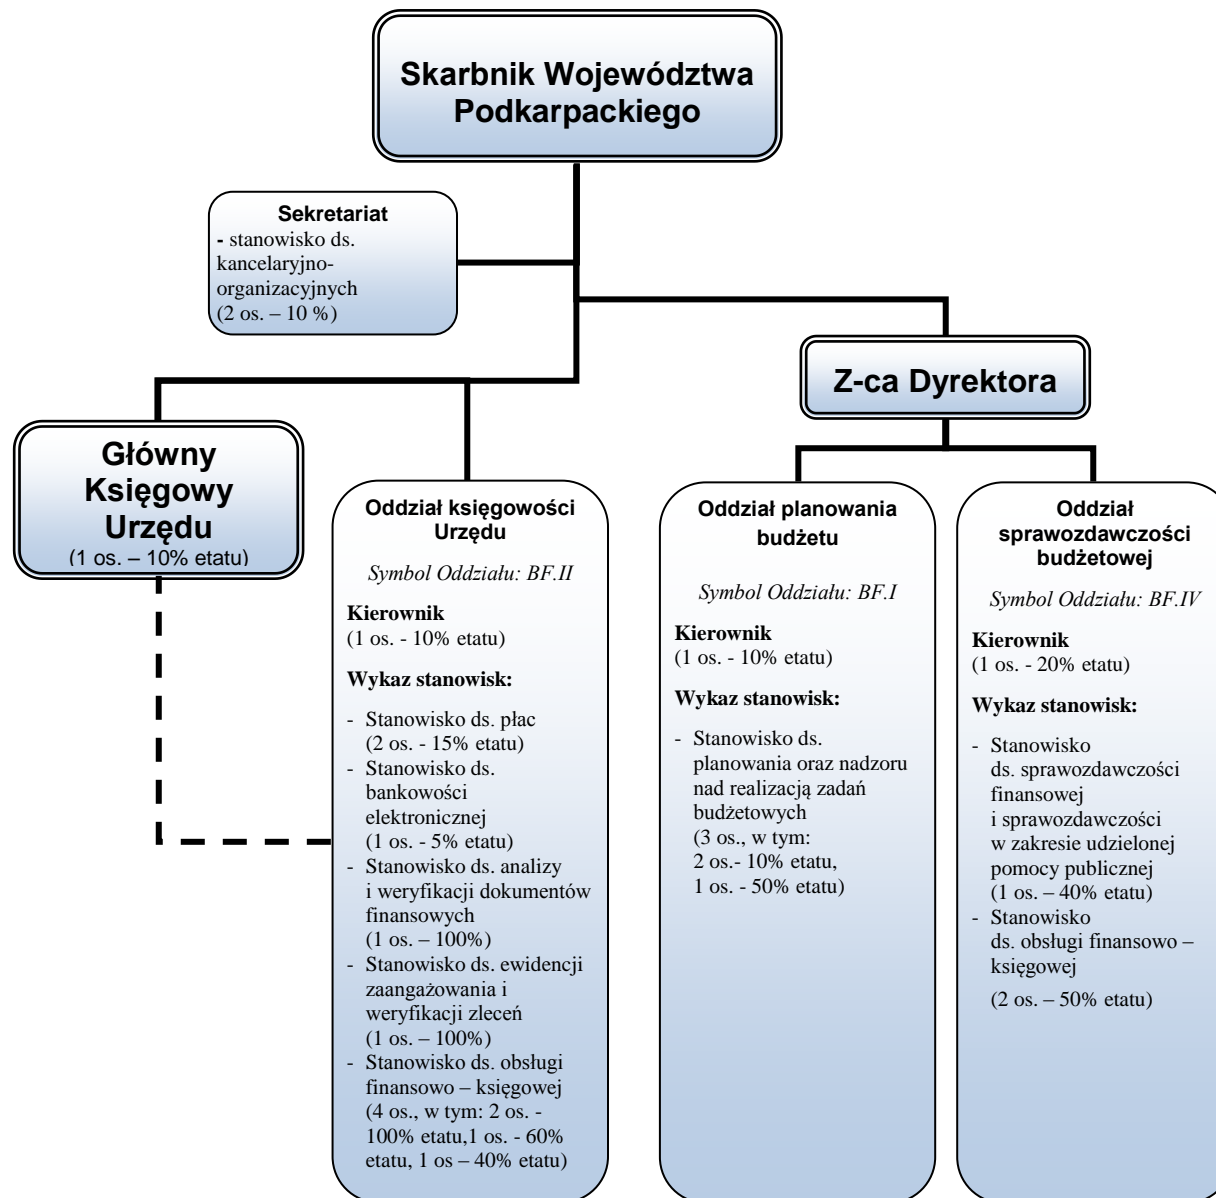 Skarbnik Województwa
Podkarpackiego
Sekretariat
- stanowisko ds.
kancelaryjno-
organizacyjnych
(2 os. – 10 %)
Z-ca Dyrektora
Główny
Księgowy
Urzędu
(1 os. – 10% etatu)
Oddział księgowości
Urzędu
Symbol Oddziału: BF.II
Kierownik
(1 os. - 10% etatu)
Wykaz stanowisk:
- Stanowisko ds. płac
(2 os. - 15% etatu)
- Stanowisko ds.
bankowości
elektronicznej
(1 os. - 5% etatu)
- Stanowisko ds. analizy
i weryfikacji dokumentów
finansowych
(1 os. – 100%)
- Stanowisko ds. ewidencji
zaangażowania i
weryfikacji zleceń
(1 os. – 100%)
- Stanowisko ds. obsługi
finansowo – księgowej
(4 os., w tym: 2 os. -
100% etatu,1 os. - 60%
etatu, 1 os – 40% etatu)
Oddział planowania
budżetu
Symbol Oddziału: BF.I
Kierownik
(1 os. - 10% etatu)
Wykaz stanowisk:
- Stanowisko ds.
planowania oraz nadzoru
nad realizacją zadań
budżetowych
(3 os., w tym:
2 os.- 10% etatu,
1 os. - 50% etatu)
Oddział
sprawozdawczości
budżetowej
Symbol Oddziału: BF.IV
Kierownik
(1 os. - 20% etatu)
Wykaz stanowisk:
- Stanowisko
ds. sprawozdawczości
finansowej
i sprawozdawczości
w zakresie udzielonej
pomocy publicznej
(1 os. – 40% etatu)
- Stanowisko
ds. obsługi finansowo –
księgowej
(2 os. – 50% etatu)